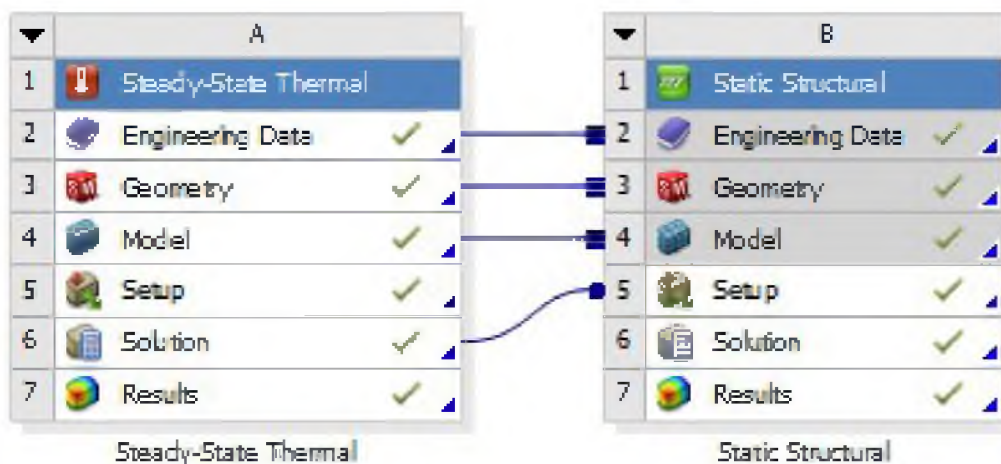 A
1 Steady-State Thermal
2 Engineering Data
3 Geometry
4 Model
5 Setup
6 Solution
7 Results
Steady-State Thermal
B
1 Static Structural
2 Engineering Data
3 Geometry
4 Model
5 Setup
6 Solution
7 Results
Static Structural